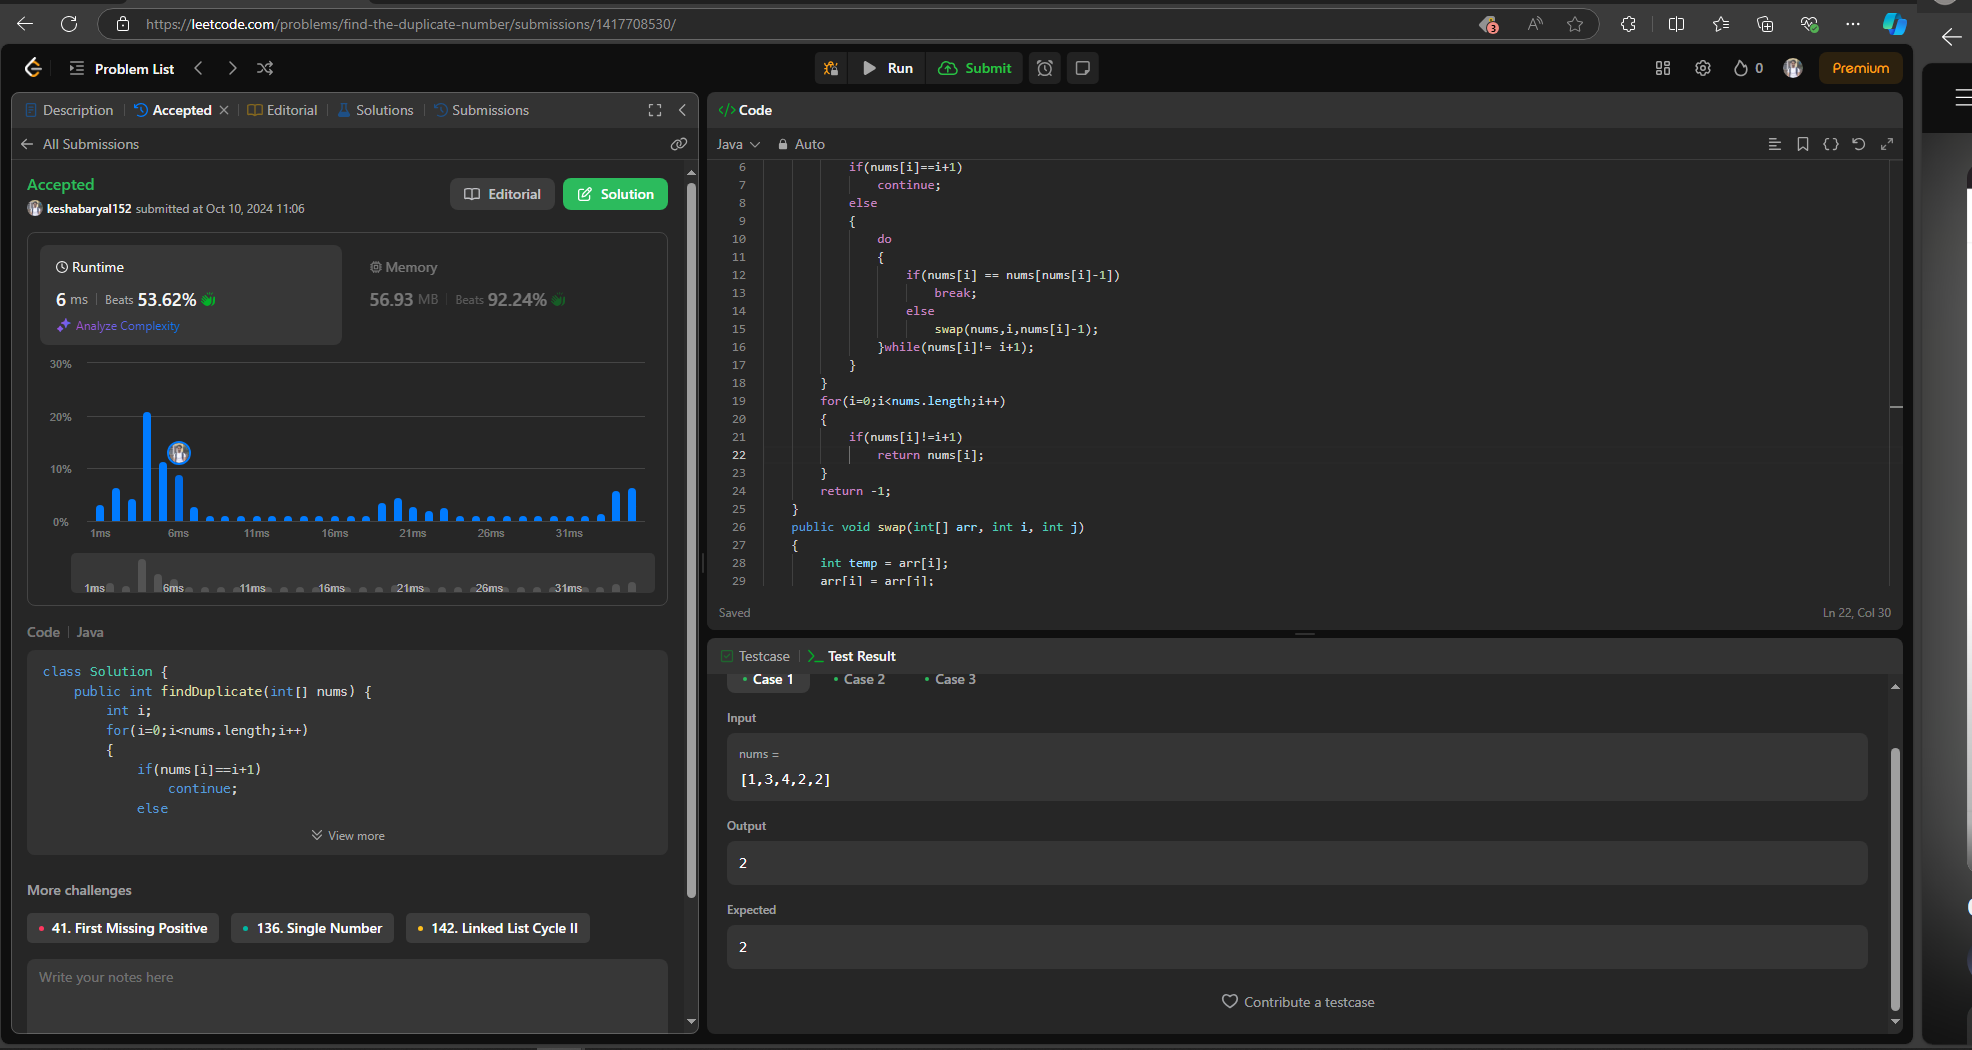 https://leetcode.com/problems/find-the-duplicate-number/submissions/1417708530/
3
Problem List
Run
Submit
0
Premium
Description
Accepted
Editorial
Solutions
Submissions
All Submissions
Accepted
keshabaryal152 submitted at Oct 10, 2024 11:06
Editorial
Solution
Runtime
6 ms
Beats 53.62%
Analyze Complexity
Memory
56.93 MB
Beats 92.24%
30%
20%
10%
0%
1ms 6ms 11ms 16ms 21ms 26ms 31ms
1ms 6ms 11ms 16ms 21ms 26ms 31ms
Code
Java
class Solution {
public int findDuplicate(int[] nums) {
int i;
for(i=0;i<nums.length;i++)
{
if(nums[i]==i+1)
continue;
else
View more
More challenges
41. First Missing Positive
136. Single Number
142. Linked List Cycle II
Write your notes here
</> Code
Java
Auto
6 if(nums[i]==i+1)
7 continue;
8 else
9 {
10 do
11 {
12 if(nums[i] == nums[nums[i]-1])
13 break;
14 else
15 swap(nums,i,nums[i]-1);
16 }while(nums[i]!= i+1);
17 }
18 }
19 for(i=0;i<nums.length;i++)
20 {
21 if(nums[i]!=i+1)
22 return nums[i];
23 }
24 return -1;
25 }
26 public void swap(int[] arr, int i, int j)
27 {
28 int temp = arr[i];
29 arr[i] = arr[j];
Saved
Ln 22, Col 30
Testcase
Test Result
Case 1
Case 2
Case 3
Input
nums =
[1,3,4,2,2]
Output
2
Expected
2
Contribute a testcase